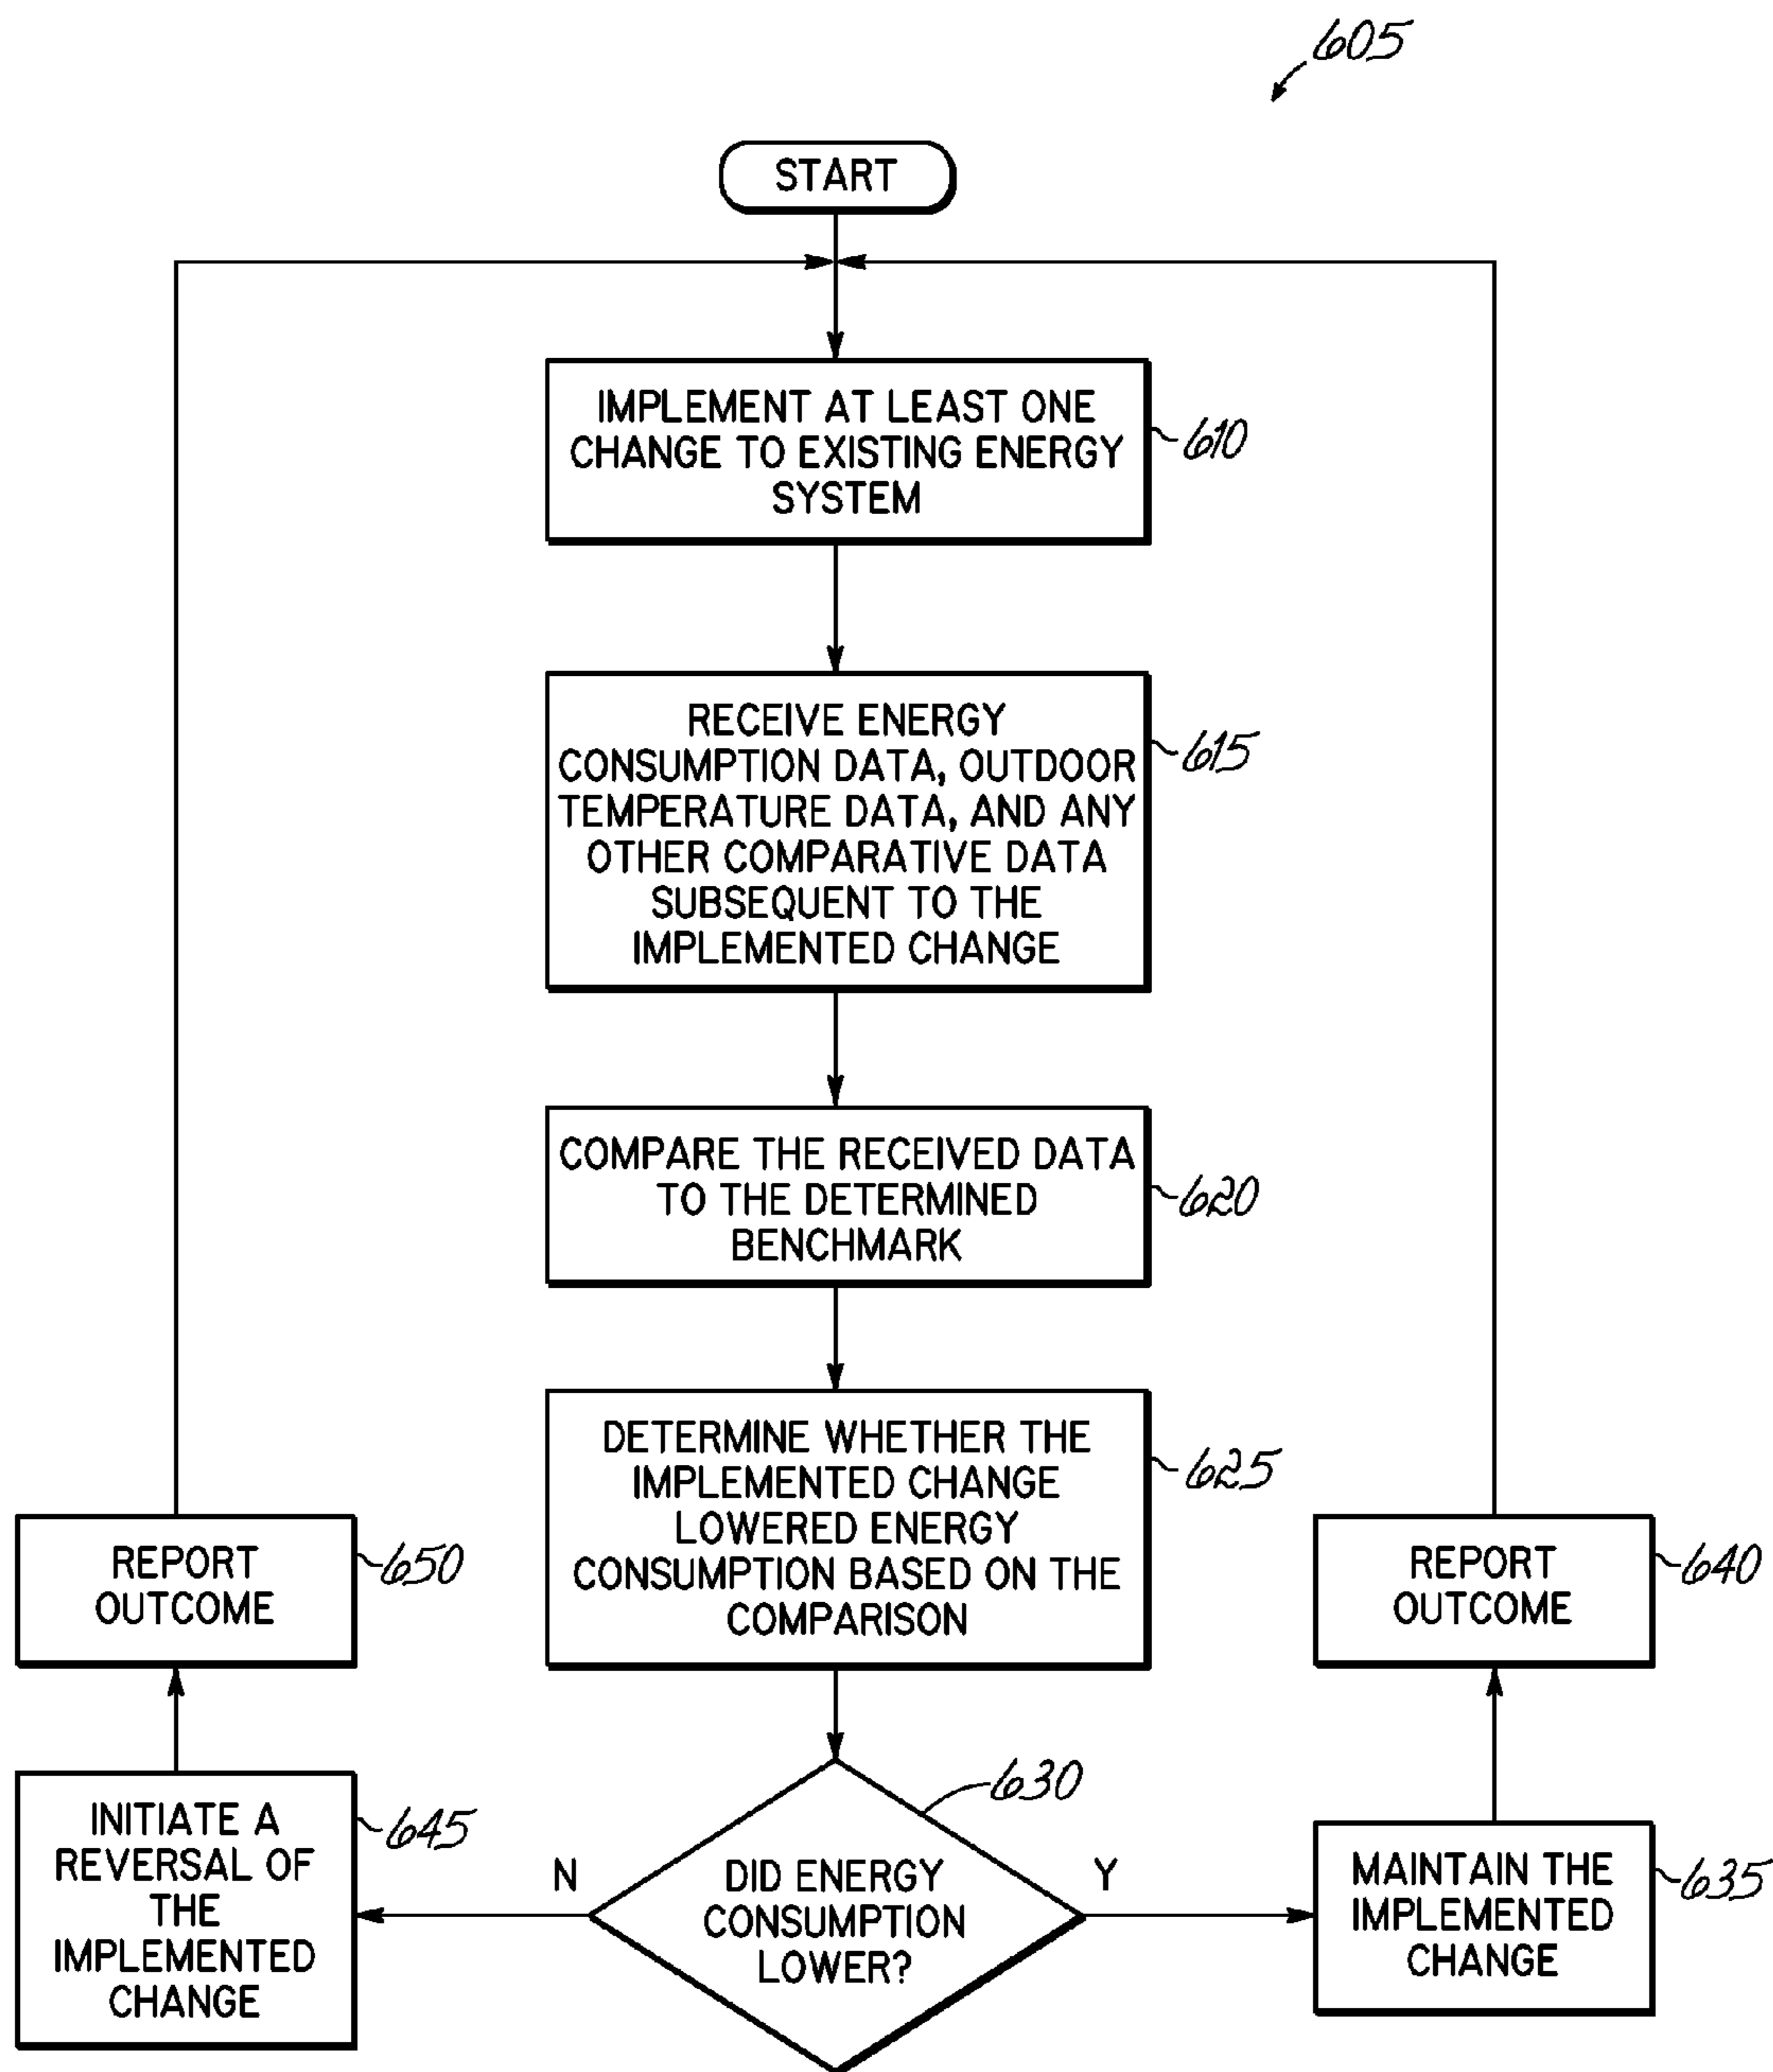 605
START
IMPLEMENT AT LEAST ONE
CHANGE TO EXISTING ENERGY
SYSTEM
610
RECEIVE ENERGY
CONSUMPTION DATA, OUTDOOR
TEMPERATURE DATA, AND ANY
OTHER COMPARATIVE DATA
SUBSEQUENT TO THE
IMPLEMENTED CHANGE
615
COMPARE THE RECEIVED DATA
TO THE DETERMINED
BENCHMARK
620
DETERMINE WHETHER THE
IMPLEMENTED CHANGE
LOWERED ENERGY
CONSUMPTION BASED ON THE
COMPARISON
625
REPORT
OUTCOME
650
REPORT
OUTCOME
640
INITIATE A
REVERSAL OF
THE
IMPLEMENTED
CHANGE
645
N
DID ENERGY
CONSUMPTION
LOWER?
630
Y
MAINTAIN THE
IMPLEMENTED
CHANGE
635